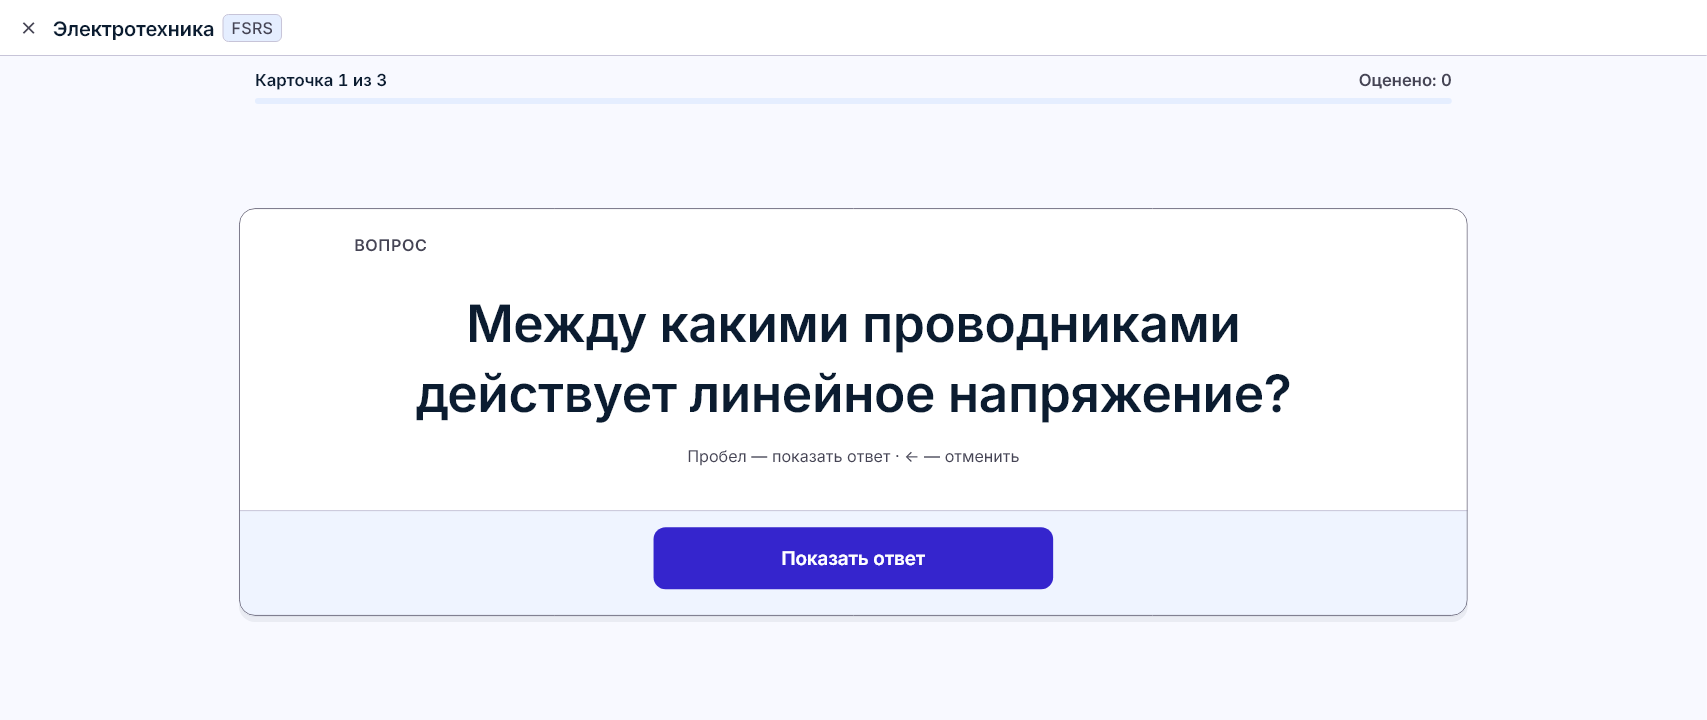 Электротехника FSRS
Карточка 1 из 3
Оценено: 0
ВОПРОС
Между какими проводниками
действует линейное напряжение?
Пробел — показать ответ · ← — отменить
Показать ответ